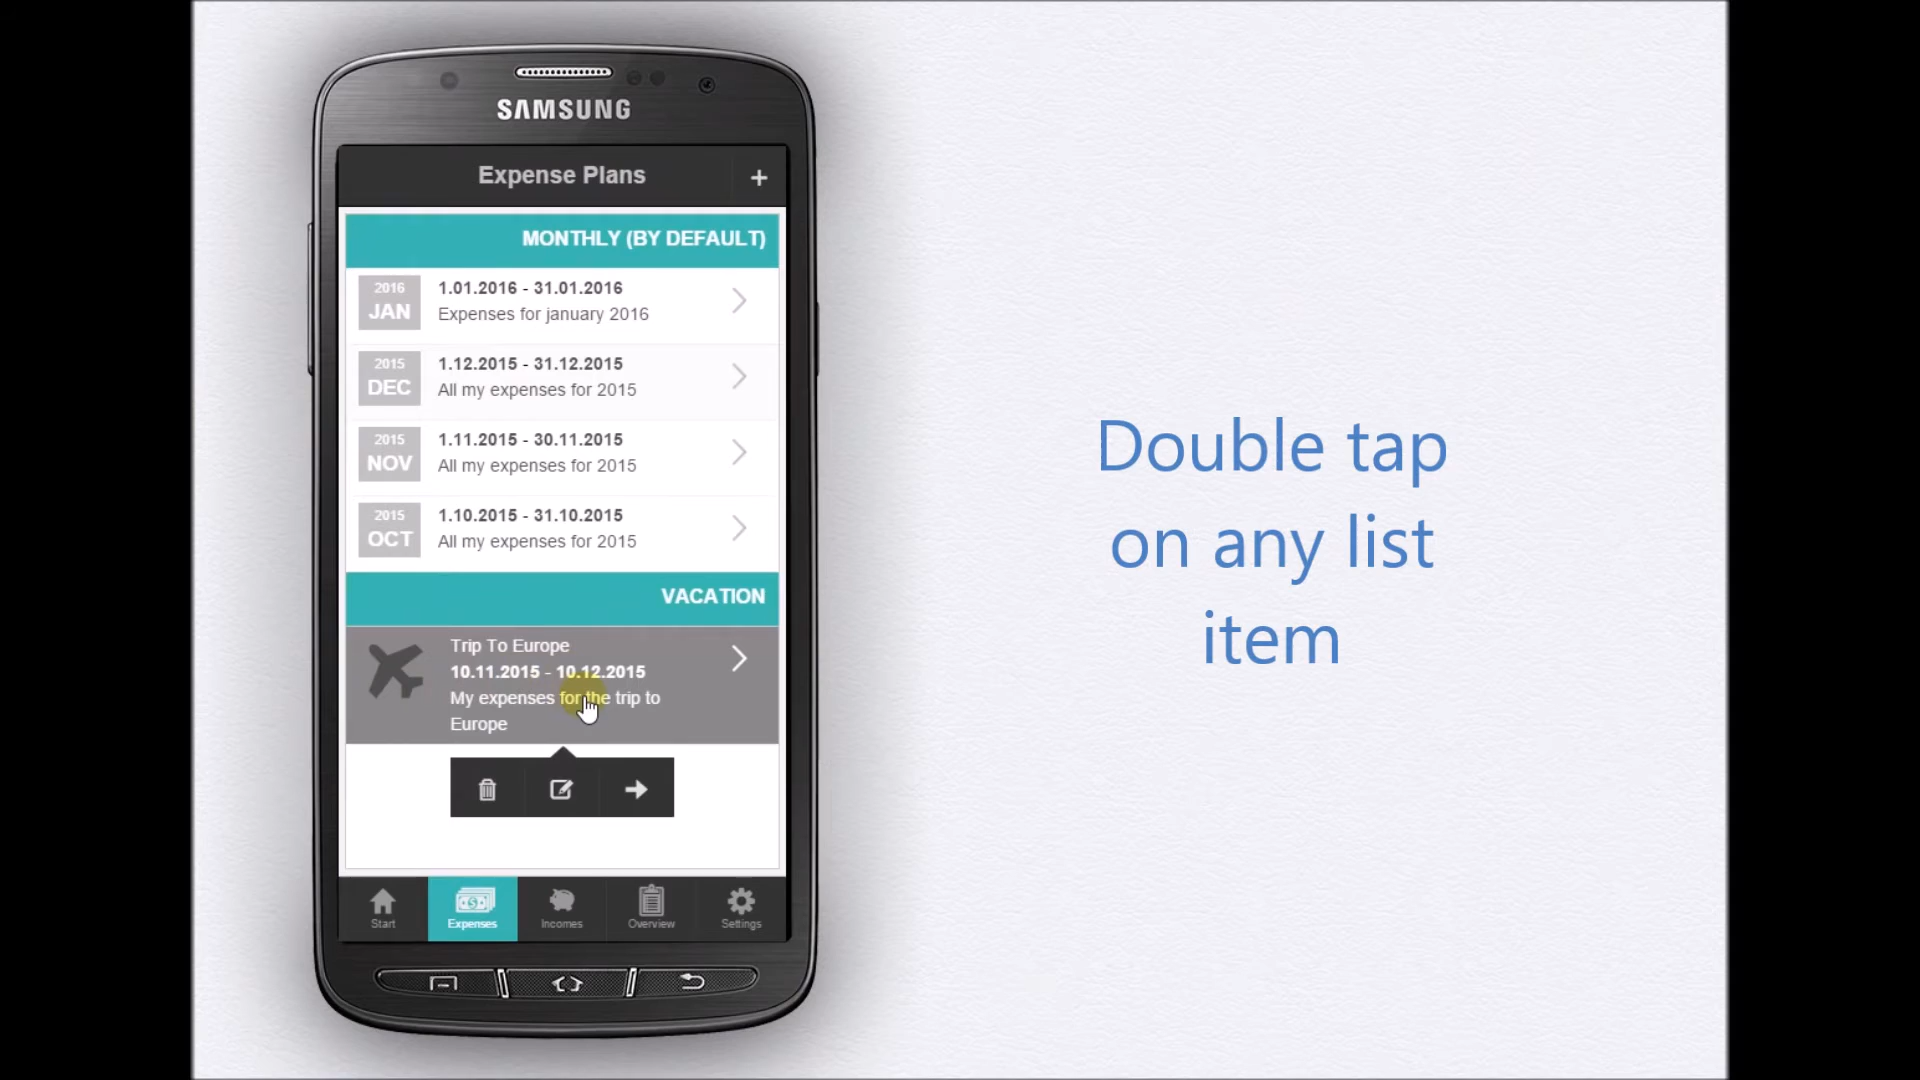 SAMSUNG
Expense Plans
MONTHLY (BY DEFAULT)
2016
JAN
1.01.2016 - 31.01.2016
Expenses for january 2016
2015
DEC
1.12.2015 - 31.12.2015
All my expenses for 2015
2015
NOV
1.11.2015 - 30.11.2015
All my expenses for 2015
2015
OCT
1.10.2015 - 31.10.2015
All my expenses for 2015
VACATION
Trip To Europe
10.11.2015 - 10.12.2015
My expenses for the trip to
Europe
Start
Expenses
Incomes
Overview
Settings
Double tap
on any list
item